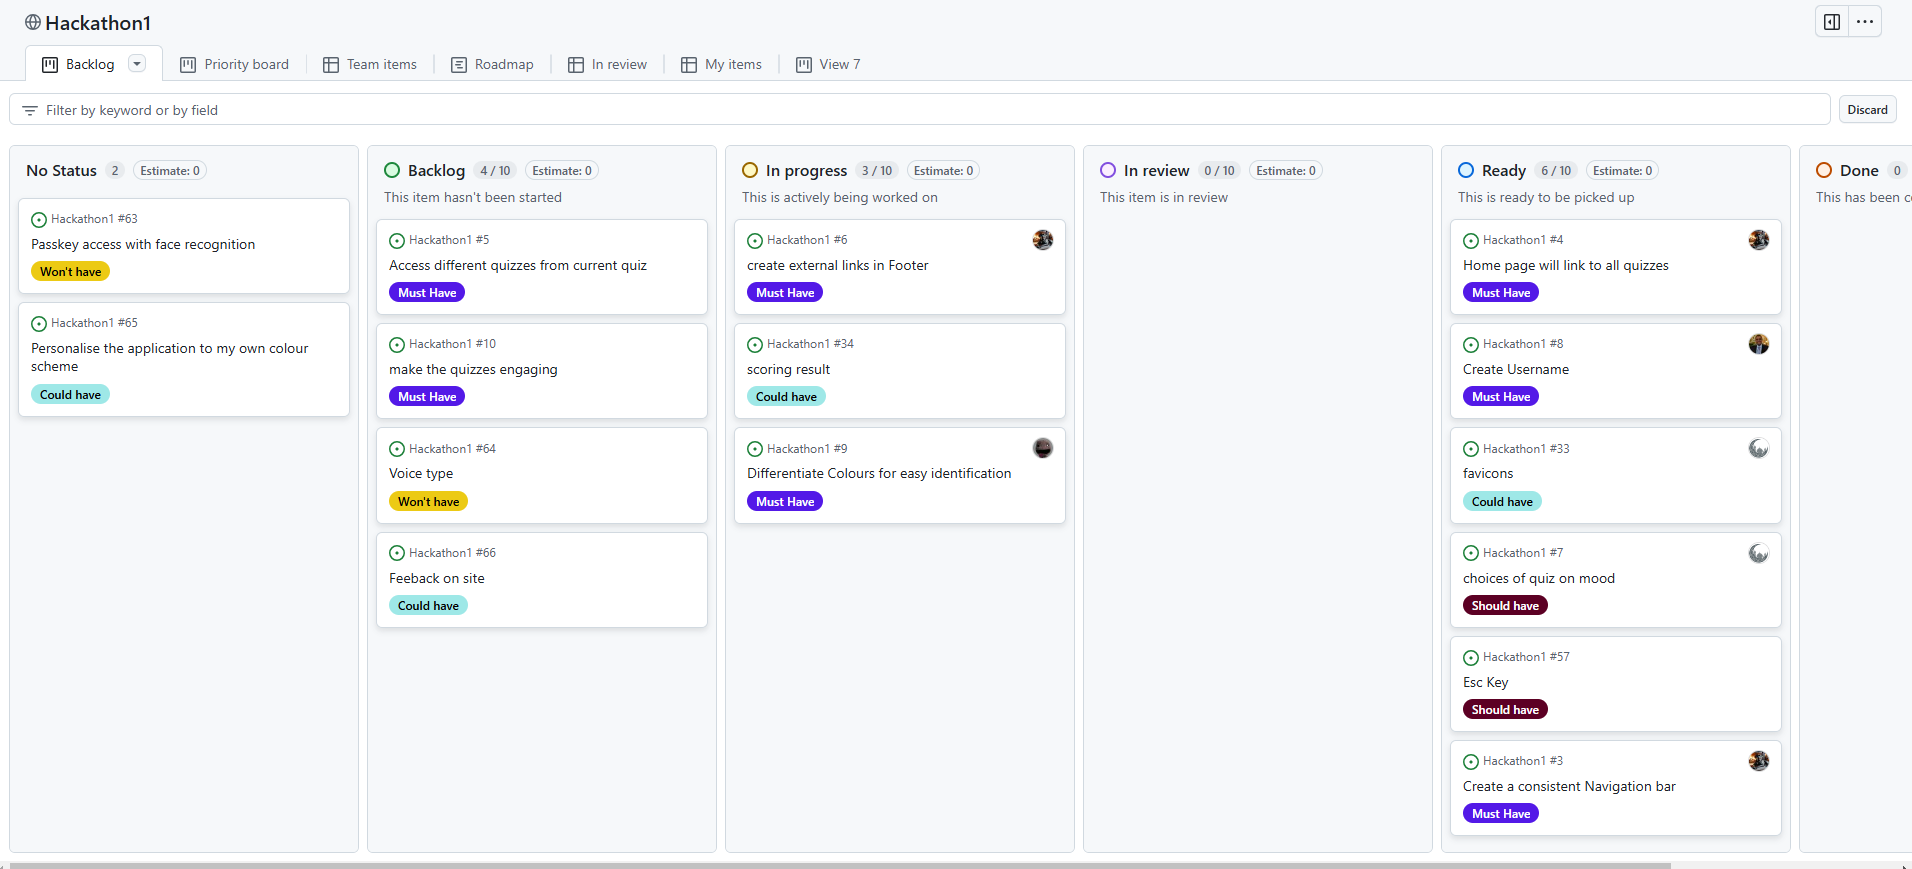 Hackathon1
Backlog
Priority board
Team items
Roadmap
In review
My items
View 7
Filter by keyword or by field
Discard
No Status 2 Estimate: 0
Hackathon1 #63
Passkey access with face recognition
Won't have
Hackathon1 #65
Personalise the application to my own colour
scheme
Could have
Backlog 4 / 10 Estimate: 0
This item hasn't been started
Hackathon1 #5
Access different quizzes from current quiz
Must Have
Hackathon1 #10
make the quizzes engaging
Must Have
Hackathon1 #64
Voice type
Won't have
Hackathon1 #66
Feeback on site
Could have
In progress 3 / 10 Estimate: 0
This is actively being worked on
Hackathon1 #6
create external links in Footer
Must Have
Hackathon1 #34
scoring result
Could have
Hackathon1 #9
Differentiate Colours for easy identification
Must Have
In review 0 / 10 Estimate: 0
This item is in review
Ready 6 / 10 Estimate: 0
This is ready to be picked up
Hackathon1 #4
Home page will link to all quizzes
Must Have
Hackathon1 #8
Create Username
Must Have
Hackathon1 #33
favicons
Could have
Hackathon1 #7
choices of quiz on mood
Should have
Hackathon1 #57
Esc Key
Should have
Hackathon1 #3
Create a consistent Navigation bar
Must Have
Done 0
This has been